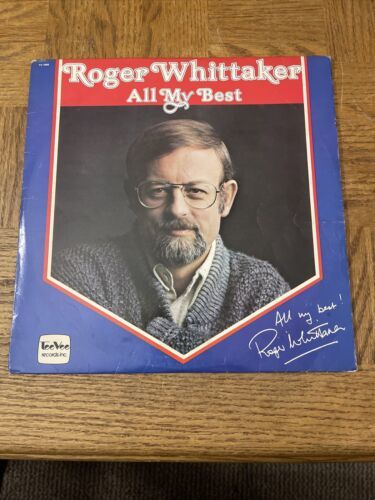 Roger Whittaker
All My Best
All my best!
Roger Whittaker
TeeVee
records inc.